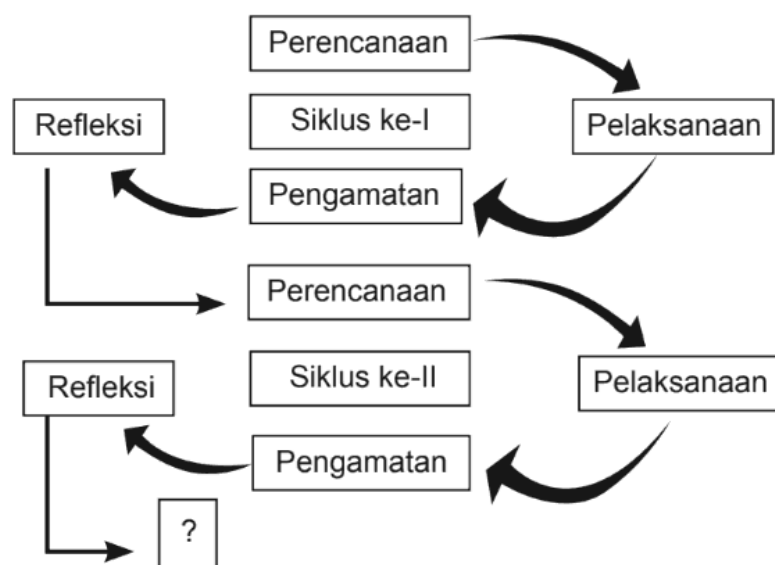 Perencanaan
Refleksi
Siklus ke-I
Pelaksanaan
Pengamatan
Perencanaan
Refleksi
Siklus ke-II
Pelaksanaan
Pengamatan
?